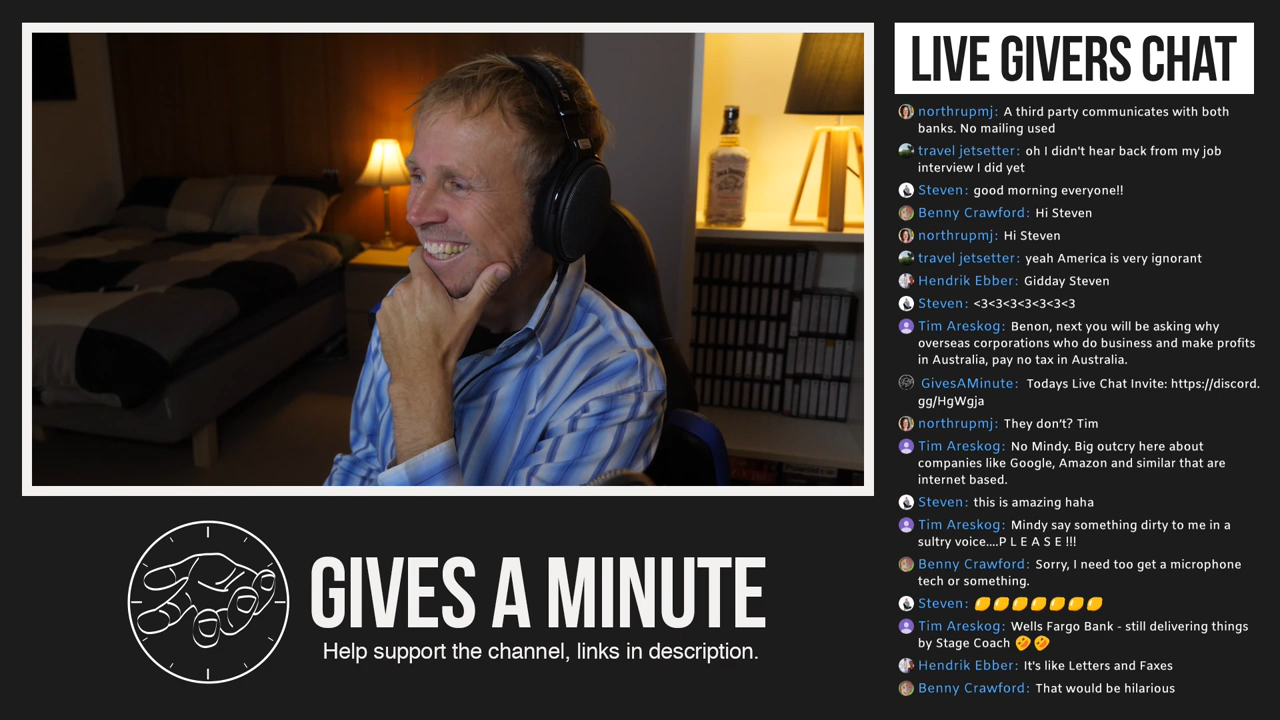 LIVE GIVERS CHAT
northrupmj: A third party communicates with both
banks. No mailing used
travel jetsetter: oh I didn't hear back from my job
interview I did yet
Steven: good morning everyone!!
Benny Crawford: Hi Steven
northrupmj: Hi Steven
travel jetsetter: yeah America is very ignorant
Hendrik Ebber: Gidday Steven
Steven: <3<3<3<3<3<3<3
Tim Areskog: Benon, next you will be asking why
overseas corporations who do business and make profits
in Australia, pay no tax in Australia.
GivesAMinute: Todays Live Chat Invite: https://discord.
gg/HgWgja
northrupmj: They don't? Tim
Tim Areskog: No Mindy. Big outcry here about
companies like Google, Amazon and similar that are
internet based.
Steven: this is amazing haha
Tim Areskog: Mindy say something dirty to me in a
sultry voice....P L E A S E !!!
Benny Crawford: Sorry, I need too get a microphone
tech or something.
Steven: 🍋🍋🍋🍋🍋🍋🍋
Tim Areskog: Wells Fargo Bank - still delivering things
by Stage Coach
Hendrik Ebber: It's like Letters and Faxes
Benny Crawford: That would be hilarious
GIVES A MINUTE
Help support the channel, links in description.